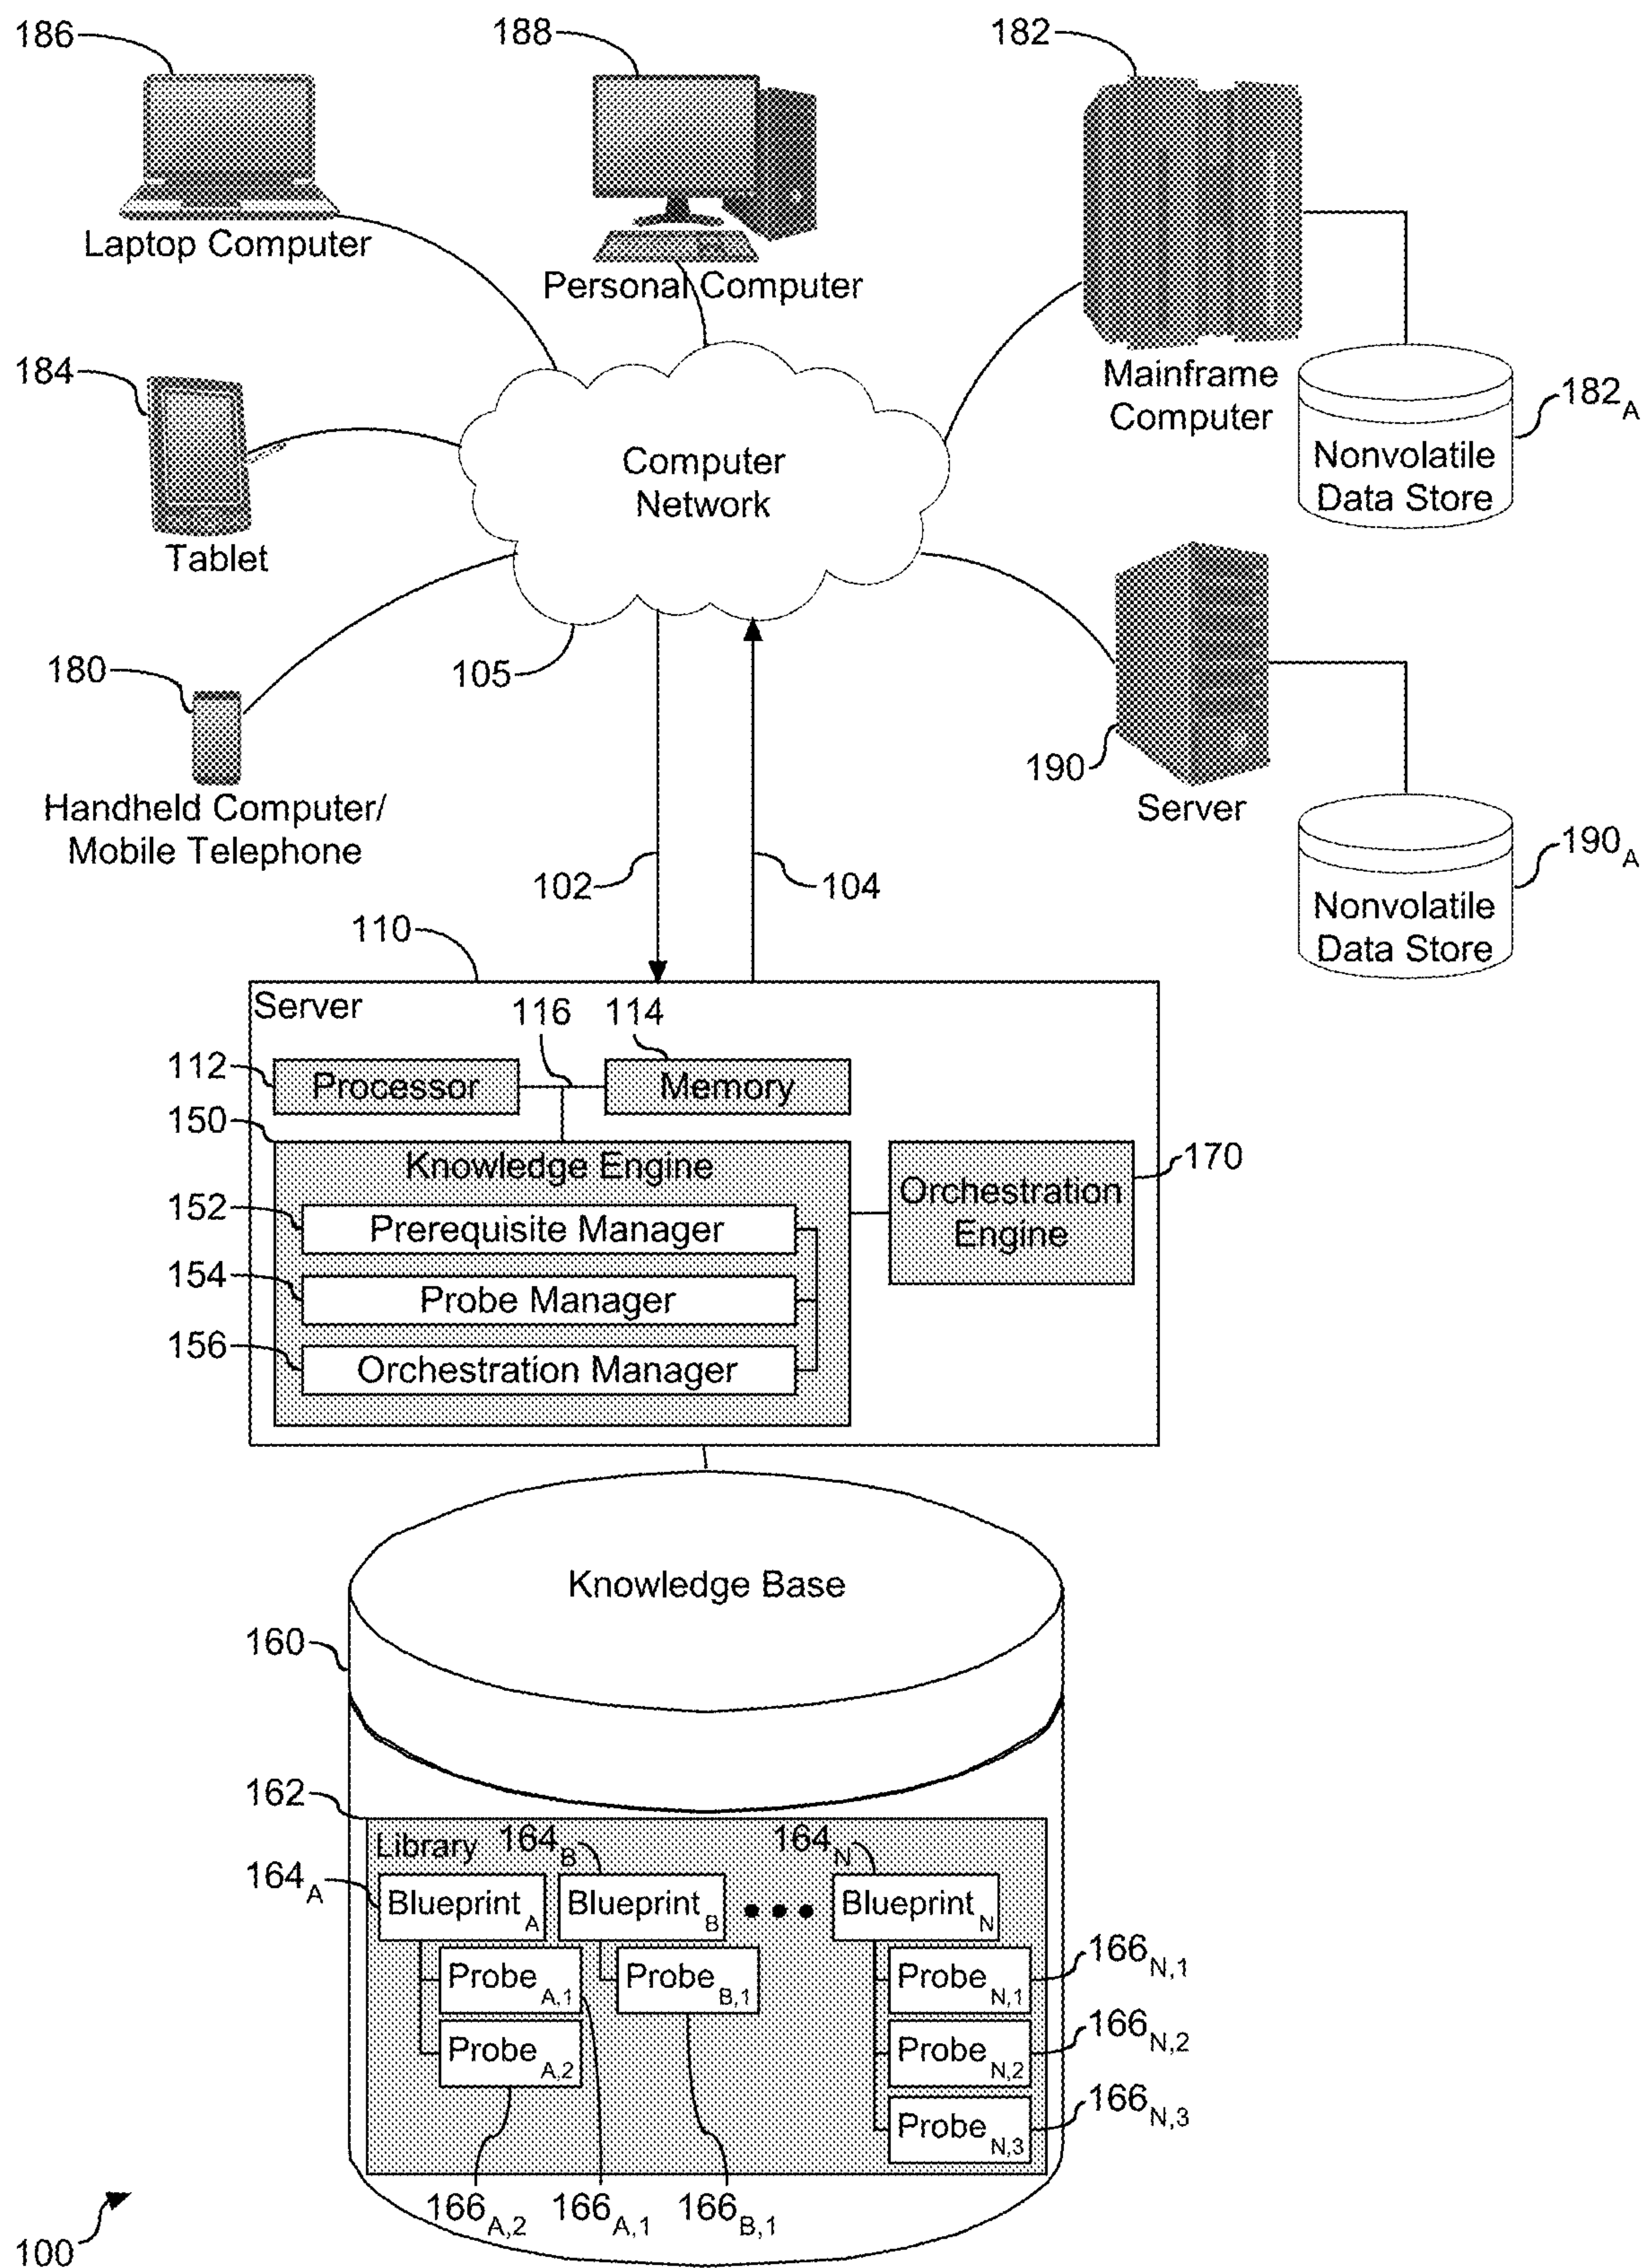 186
188
182
Laptop Computer
Personal Computer
Mainframe
Computer
184
182A
Computer
Network
Nonvolatile
Data Store
Tablet
180
105
190
Server
Handheld Computer/
Mobile Telephone
190A
102
104
Nonvolatile
Data Store
110
Server
116
114
112
Processor
Memory
150
Knowledge Engine
170
Orchestration
Engine
152
Prerequisite Manager
154
Probe Manager
156
Orchestration Manager
Knowledge Base
160
162
Library
164B
164N
164A
BlueprintA
BlueprintB
BlueprintN
ProbeA,1
ProbeB,1
ProbeN,1
166N,1
ProbeA,2
ProbeN,2
166N,2
ProbeN,3
166N,3
166A,2
166A,1
166B,1
100